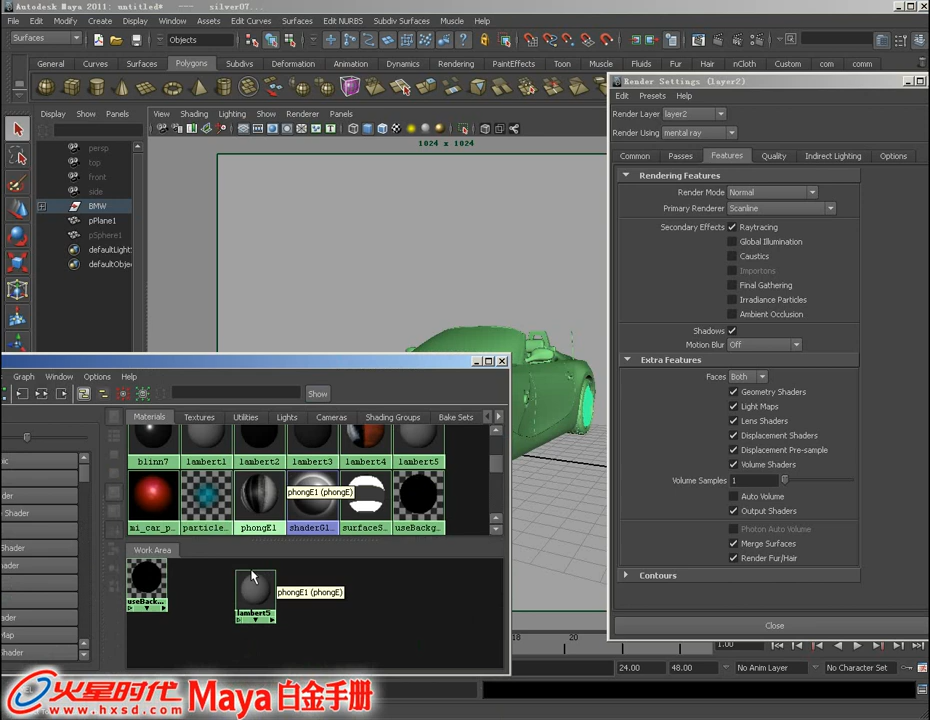 Autodesk Maya 2011: untitled*   ---   silver07...
File Edit Modify Create Display Window Assets Edit Curves Surfaces Edit NURBS Subdiv Surfaces Muscle Help
Surfaces
Objects
General Curves Surfaces Polygons Subdivs Deformation Animation Dynamics Rendering PaintEffects Toon Muscle Fluids Fur Hair nCloth Custom comm comm
Display Show Panels
View Shading Lighting Show Renderer Panels
1024 x 1024
persp
top
front
side
BMW
pPlane1
pSphere1
defaultLight
defaultObje
Render Settings (layer2)
Edit Presets Help
Render Layer layer2
Render Using mental ray
Common Passes Features Quality Indirect Lighting Options
Rendering Features
Render Mode Normal
Primary Renderer Scanline
Secondary Effects Raytracing
Global Illumination
Caustics
Importons
Final Gathering
Irradiance Particles
Ambient Occlusion
Shadows
Motion Blur Off
Extra Features
Faces Both
Geometry Shaders
Light Maps
Lens Shaders
Displacement Shaders
Displacement Pre-sample
Volume Shaders
Volume Samples 1
Auto Volume
Output Shaders
Photon Auto Volume
Merge Surfaces
Render Fur/Hair
Contours
Close
Graph Window Options Help
Show
Materials Textures Utilities Lights Cameras Shading Groups Bake Sets
blinn7 lambert1 lambert2 lambert3 lambert4 lambert5
phongE1 (phongE)
mi_car_p... particle... phongE1 shaderGl... surfaceS... useBackg...
Work Area
useBack...
lambert5
phongE1 (phongE)
18 20
1.00
24.00 48.00 No Anim Layer No Character Set
火星时代
www.hxsd.com
Maya 白金手册